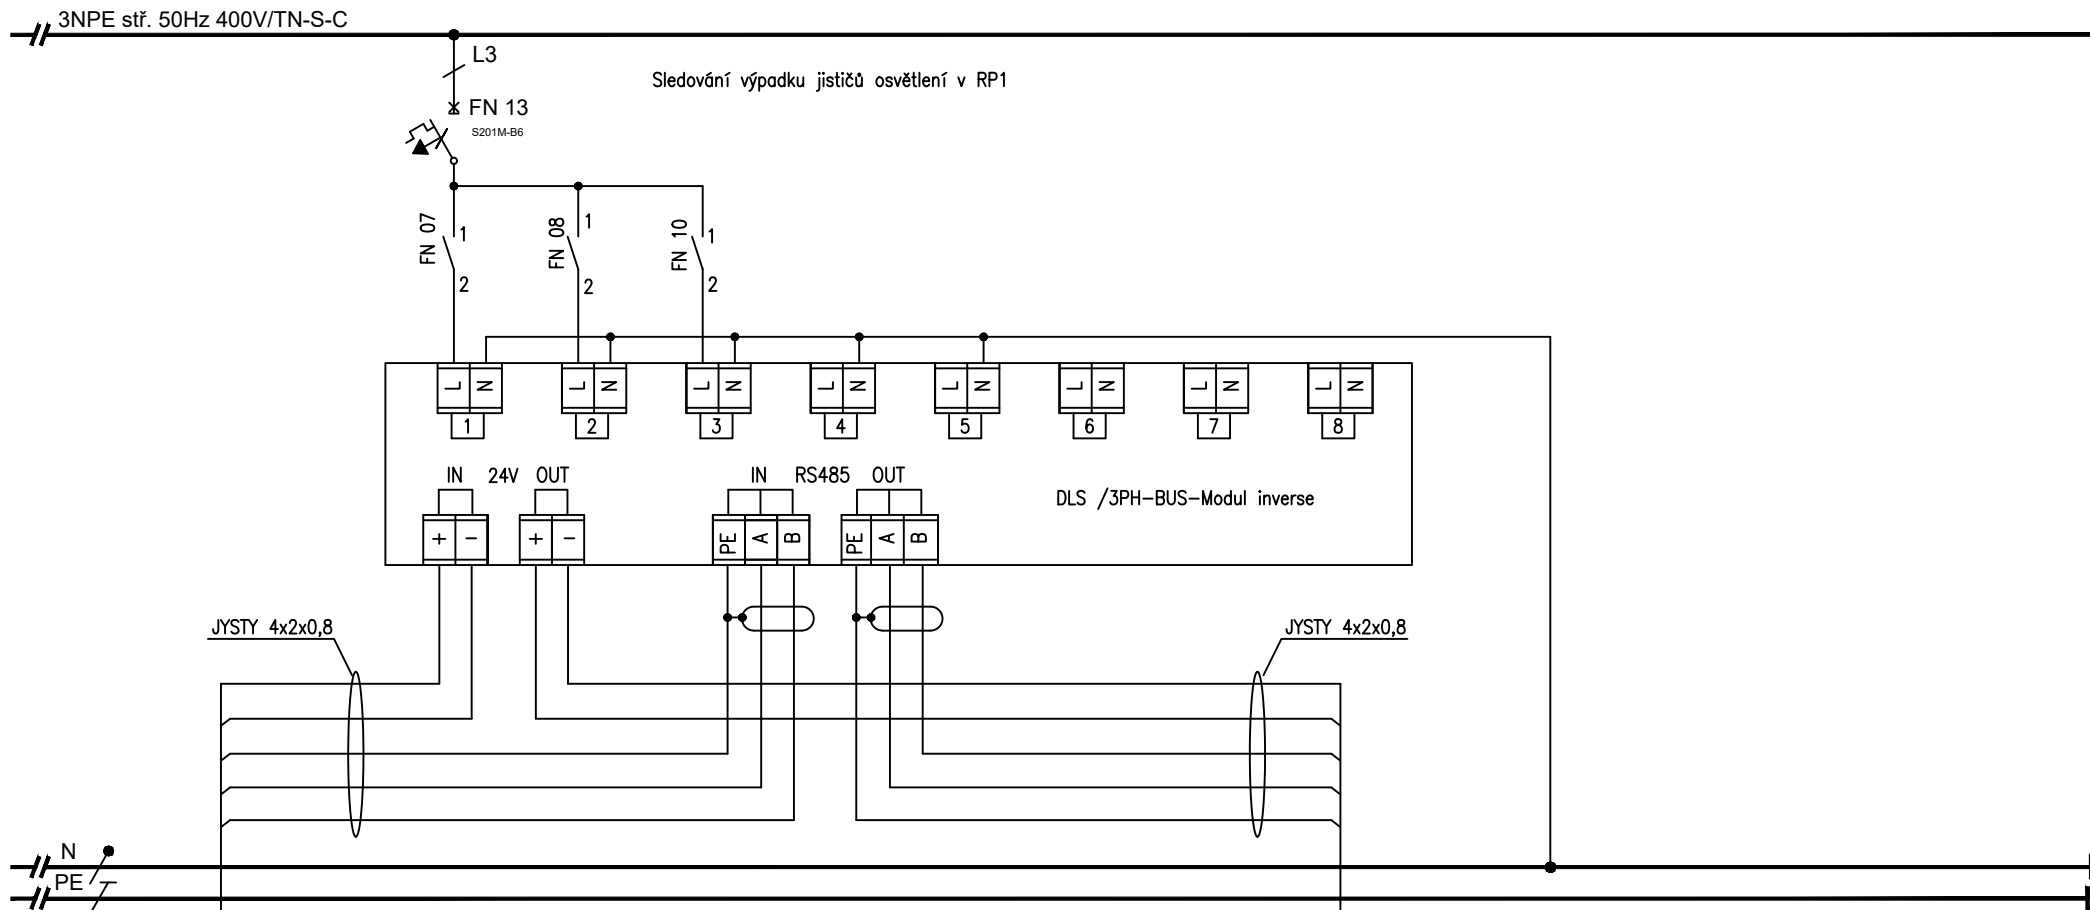 3NPE stř. 50Hz 400V/TN-S-C
L3
Sledování výpadku jističů osvětlení v RP1
FN 13
S201M-B6
FN 07
1
2
FN 08
1
2
FN 10
1
2
L N
L N
L N
L N
L N
L N
L N
L N
1
2
3
4
5
6
7
8
IN 24V OUT
IN RS485 OUT
DLS /3PH-BUS-Modul inverse
+ −
+ −
PE A B
PE A B
JYSTY 4x2x0,8
JYSTY 4x2x0,8
N
PE